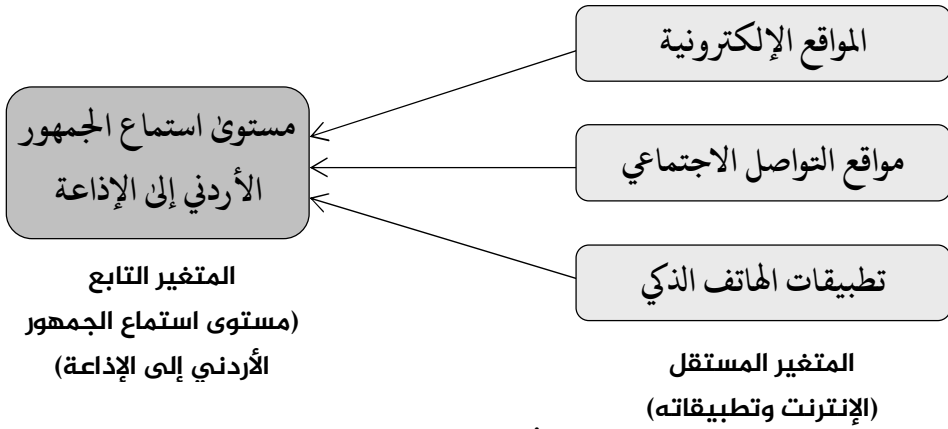 المواقع الإلكترونية
مواقع التواصل الاجتماعي
تطبيقات الهاتف الذكي
المتغير المستقل
(الإنترنت وتطبيقاته)
مستوى استماع الجمهور
الأردني إلى الإذاعة
المتغير التابع
(مستوى استماع الجمهور
الأردني إلى الإذاعة)